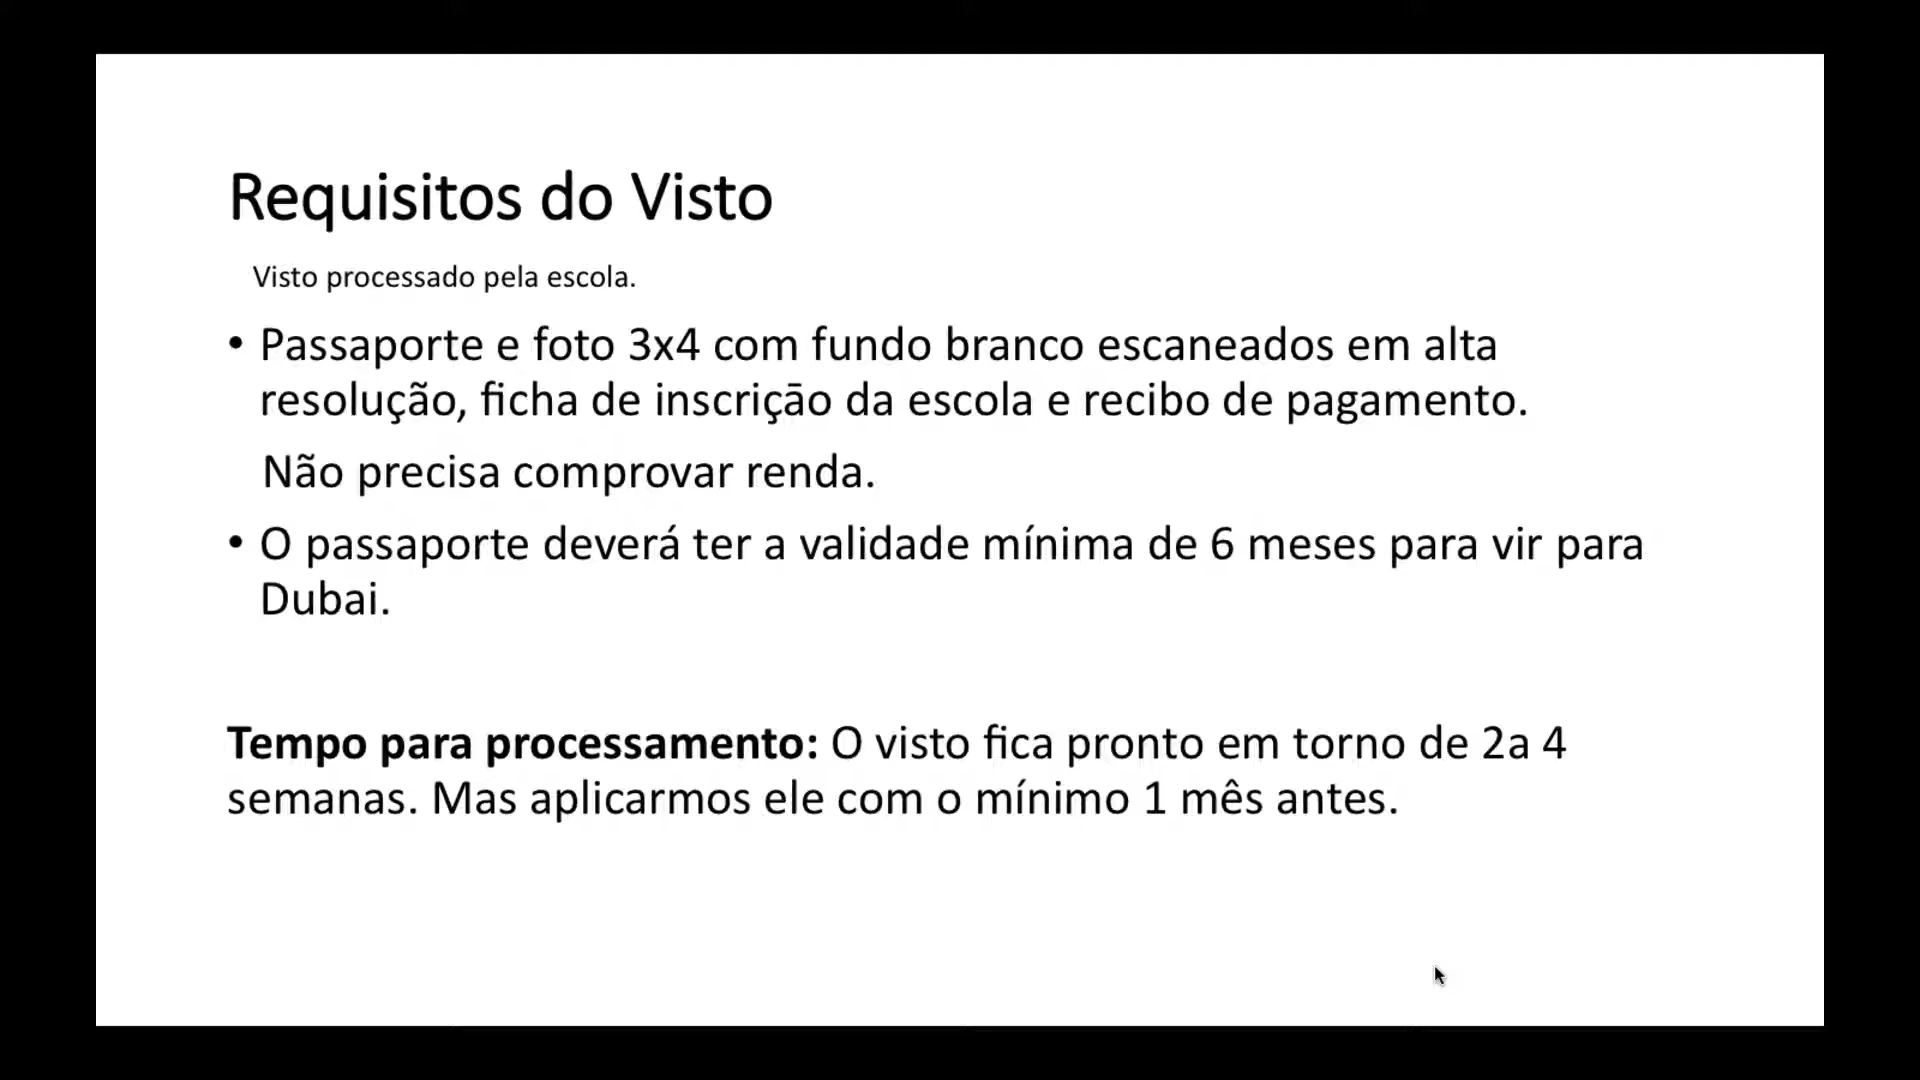 Requisitos do Visto
Visto processado pela escola.
• Passaporte e foto 3x4 com fundo branco escaneados em alta
resolução, ficha de inscriçāo da escola e recibo de pagamento.
Não precisa comprovar renda.
• O passaporte deverá ter a validade mínima de 6 meses para vir para
Dubai.
Tempo para processamento: O visto fica pronto em torno de 2a 4
semanas. Mas aplicarmos ele com o mínimo 1 mês antes.